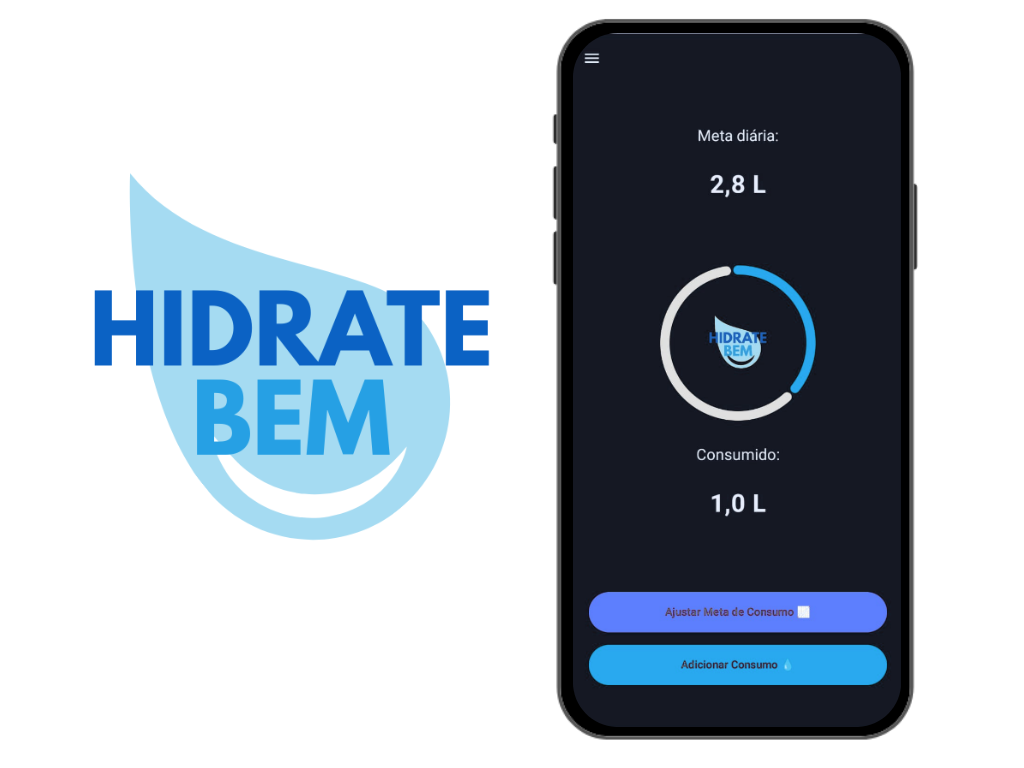 HIDRATE
BEM
Meta diária:
2,8 L
HIDRATE
BEM
Consumido:
1,0 L
Ajustar Meta de Consumo
Adicionar Consumo 💧